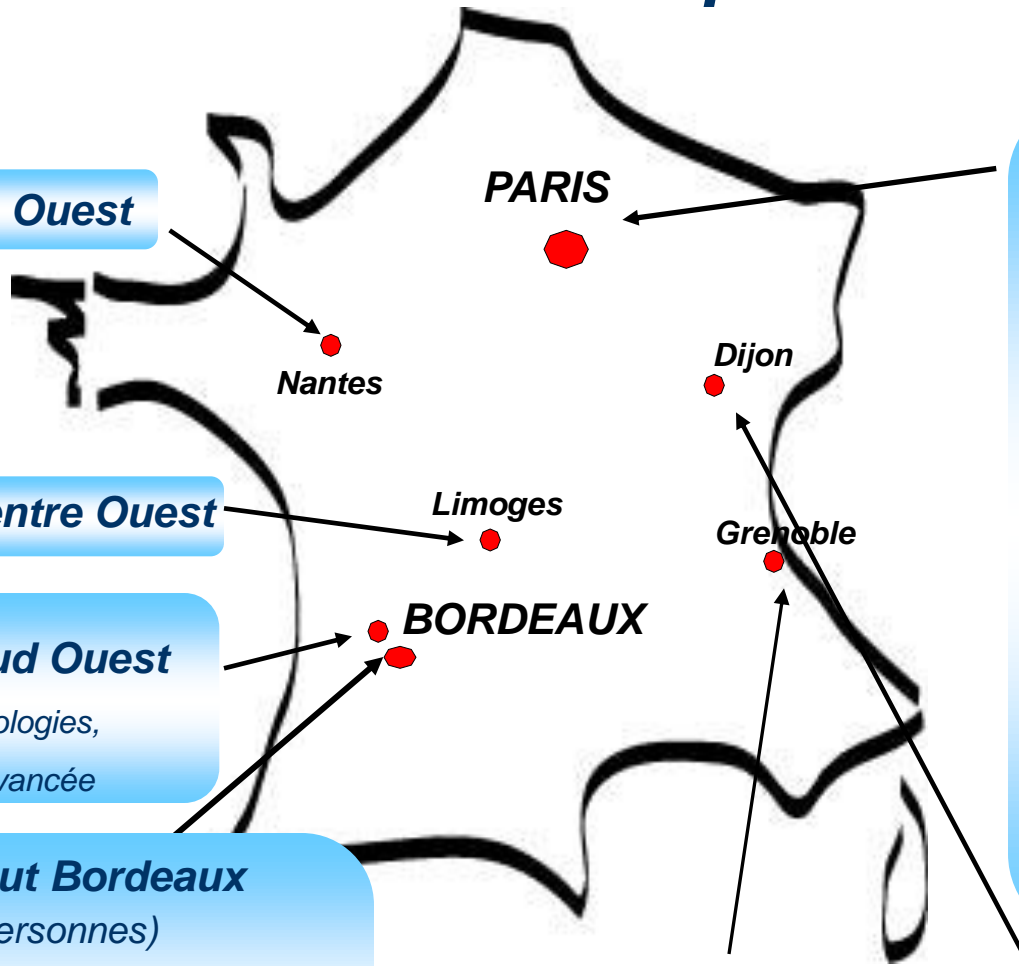 Ouest
PARIS
Nantes
Dijon
entre Ouest
Limoges
Grenoble
BORDEAUX
ud Ouest
ologies,
vancée
ut Bordeaux
ersonnes)